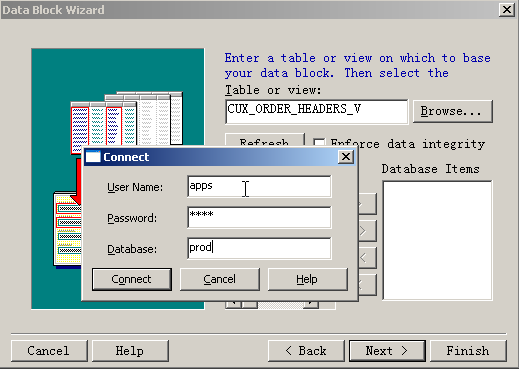 Data Block Wizard
Enter a table or view on which to base
your data block. Then select the
Table or view:
CUX_ORDER_HEADERS_V
Browse...
Refresh
Enforce data integrity
Database Items
Connect
User Name:
apps
Password:
****
Database:
prod
Connect
Cancel
Help
Cancel
Help
< Back
Next >
Finish